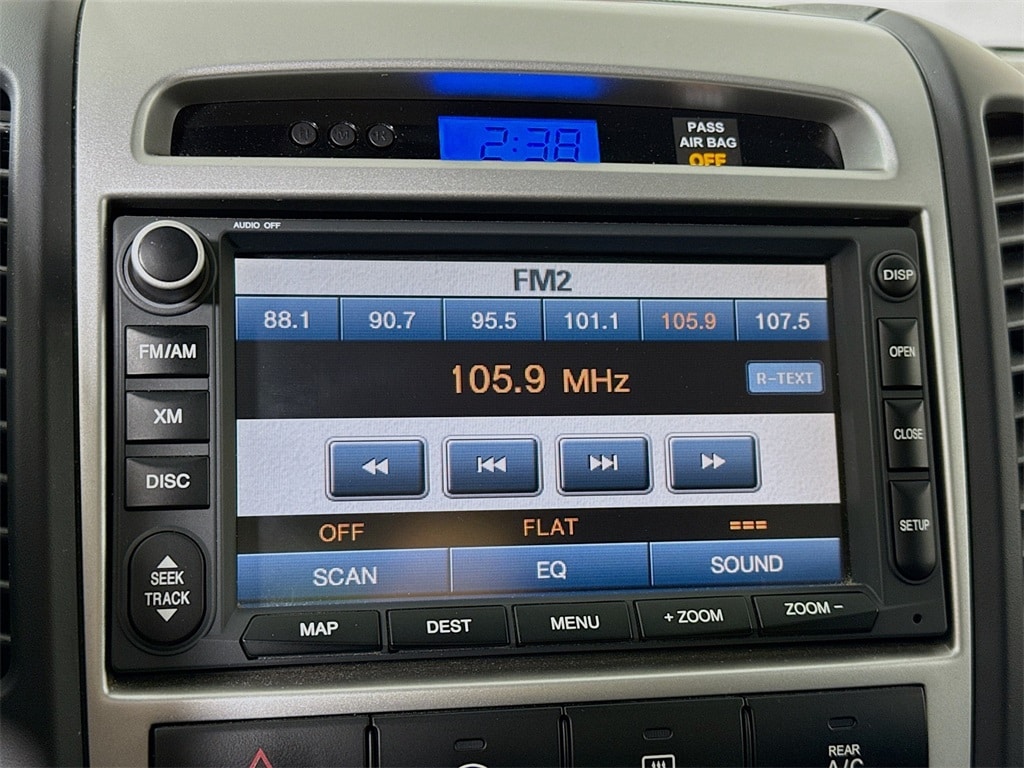 H M R
2:38
PASS
AIR BAG
OFF
AUDIO OFF
FM2
88.1 90.7 95.5 101.1 105.9 107.5
105.9 MHz
R-TEXT
OFF FLAT ===
SCAN EQ SOUND
FM/AM
XM
DISC
SEEK
TRACK
DISP
OPEN
CLOSE
SETUP
MAP DEST MENU + ZOOM ZOOM −
REAR
A/C